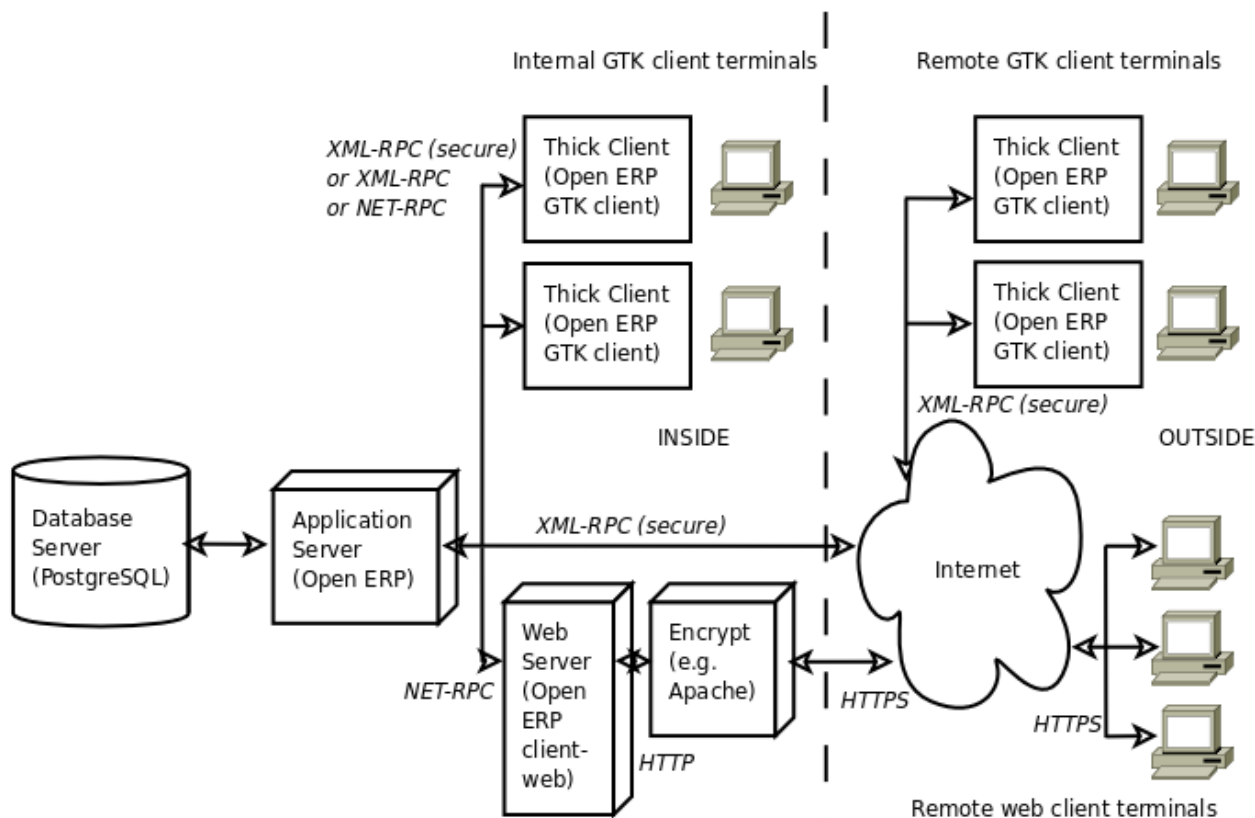 Internal GTK client terminals
Remote GTK client terminals
XML-RPC (secure)
or XML-RPC
or NET-RPC
Thick Client
(Open ERP
GTK client)
Thick Client
(Open ERP
GTK client)
Thick Client
(Open ERP
GTK client)
Thick Client
(Open ERP
GTK client)
XML-RPC (secure)
INSIDE
OUTSIDE
Database
Server
(PostgreSQL)
Application
Server
(Open ERP)
XML-RPC (secure)
Internet
Web
Server
(Open
ERP
client-
web)
Encrypt
(e.g.
Apache)
NET-RPC
HTTP
HTTPS
HTTPS
Remote web client terminals